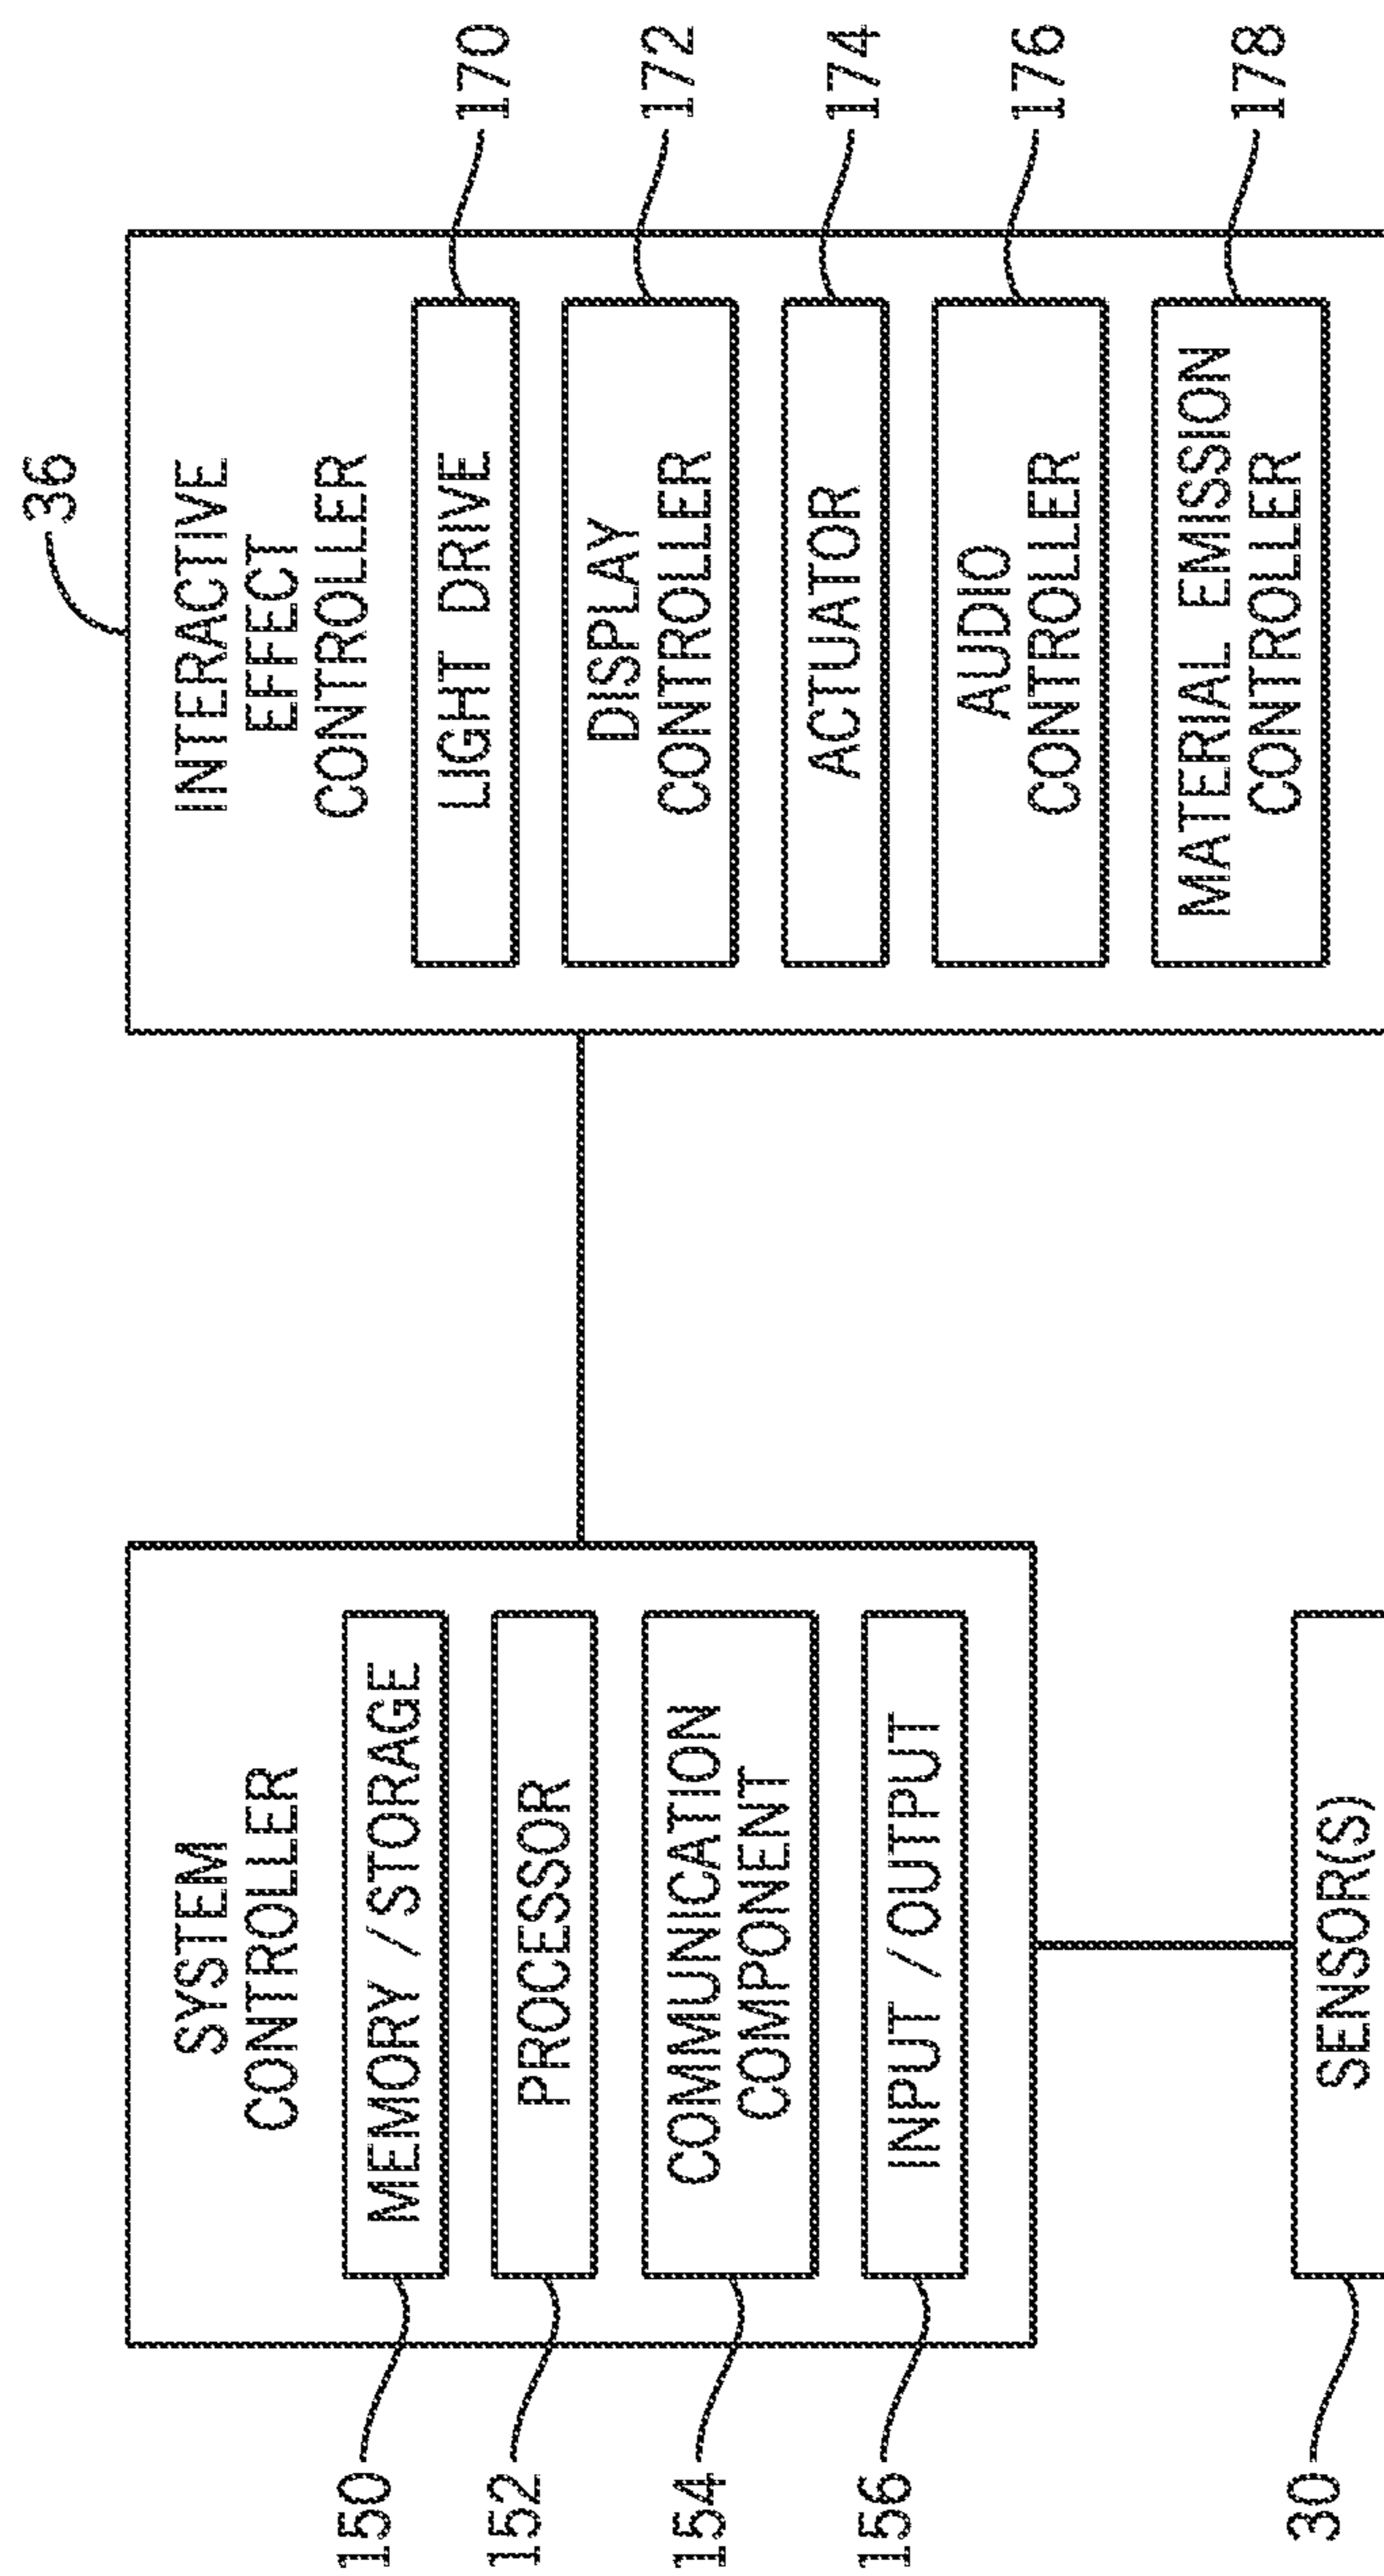 SYSTEM
CONTROLLER
150
MEMORY/STORAGE
152
PROCESSOR
154
COMMUNICATION
COMPONENT
156
INPUT/OUTPUT
30
SENSOR(S)
36
INTERACTIVE
EFFECT
CONTROLLER
LIGHT DRIVE
170
DISPLAY
CONTROLLER
172
ACTUATOR
174
AUDIO
CONTROLLER
176
MATERIAL EMISSION
CONTROLLER
178